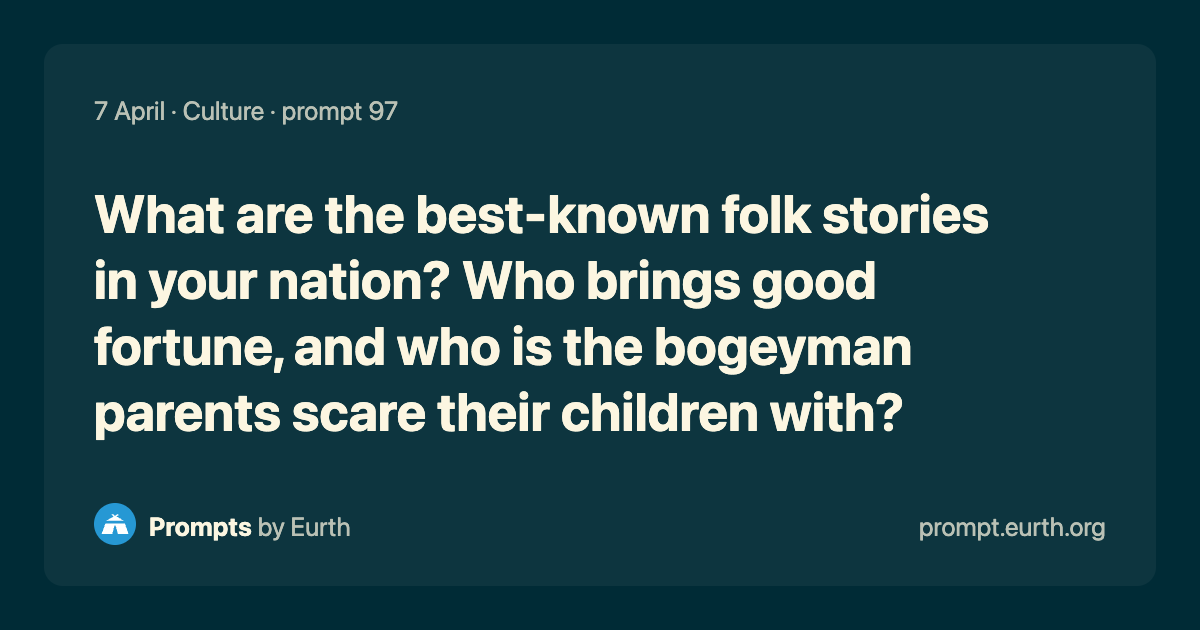 7 April · Culture · prompt 97
What are the best-known folk stories
in your nation? Who brings good
fortune, and who is the bogeyman
parents scare their children with?
Prompts by Eurth
prompt.eurth.org